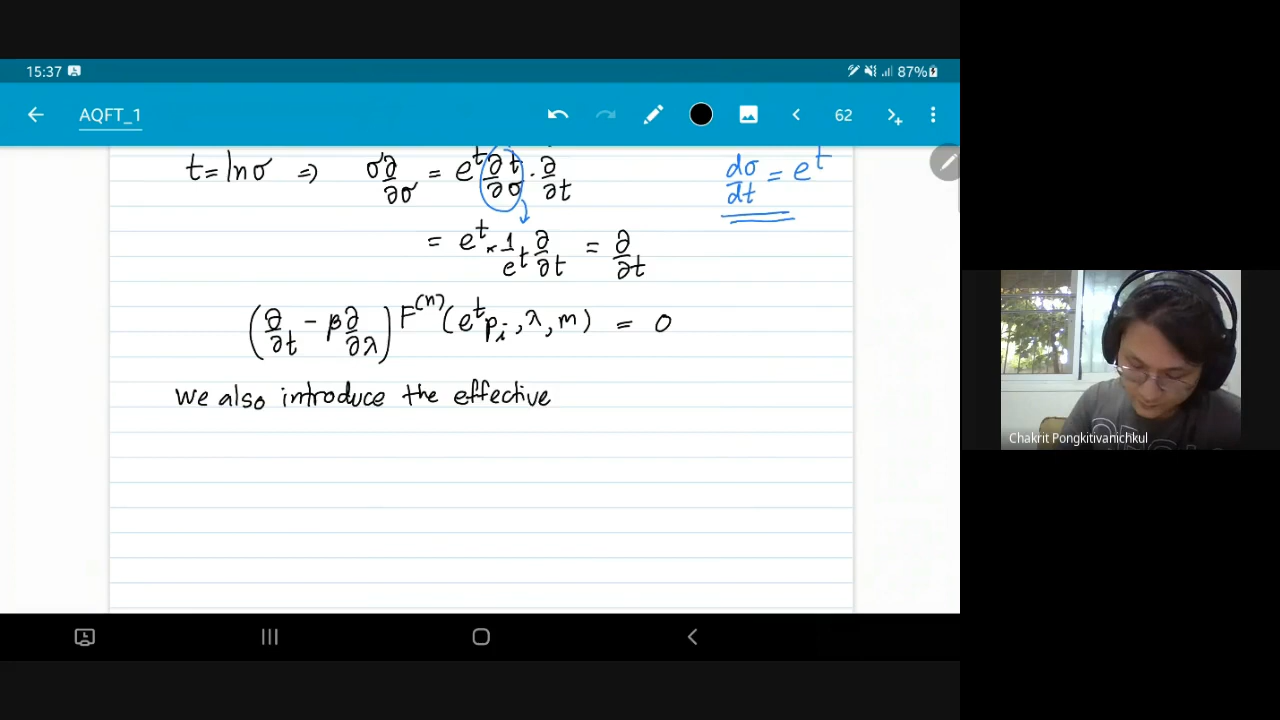 15:37 87%
AQFT_1 62
t = ln σ ⇒ σ∂/∂σ = e^t ∂t/∂σ · ∂/∂t dσ/dt = e^t
= e^t × 1/e^t ∂/∂t = ∂/∂t
(∂/∂t − β∂/∂λ) F^(n)(e^t p_i, λ, m) = 0
We also introduce the effective
Chakrit Pongkitivanichkul